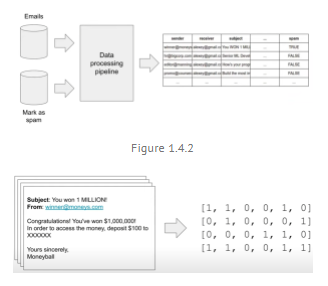 Emails
Data
processing
pipeline
Mark as
spam
sender receiver subject ... spam
... TRUE
... FALSE
... FALSE
... FALSE
Figure 1.4.2
Subject: You won 1 MILLION!
From: winner@moneys.com
Congratulations! You've won $1,000,000!
In order to access the money, deposit $100 to
XXXXXX
Yours sincerely,
Moneyball
[1, 1, 0, 0, 1, 0]
[0, 1, 0, 0, 0, 1]
[0, 0, 0, 1, 1, 0]
[1, 1, 0, 0, 1, 1]